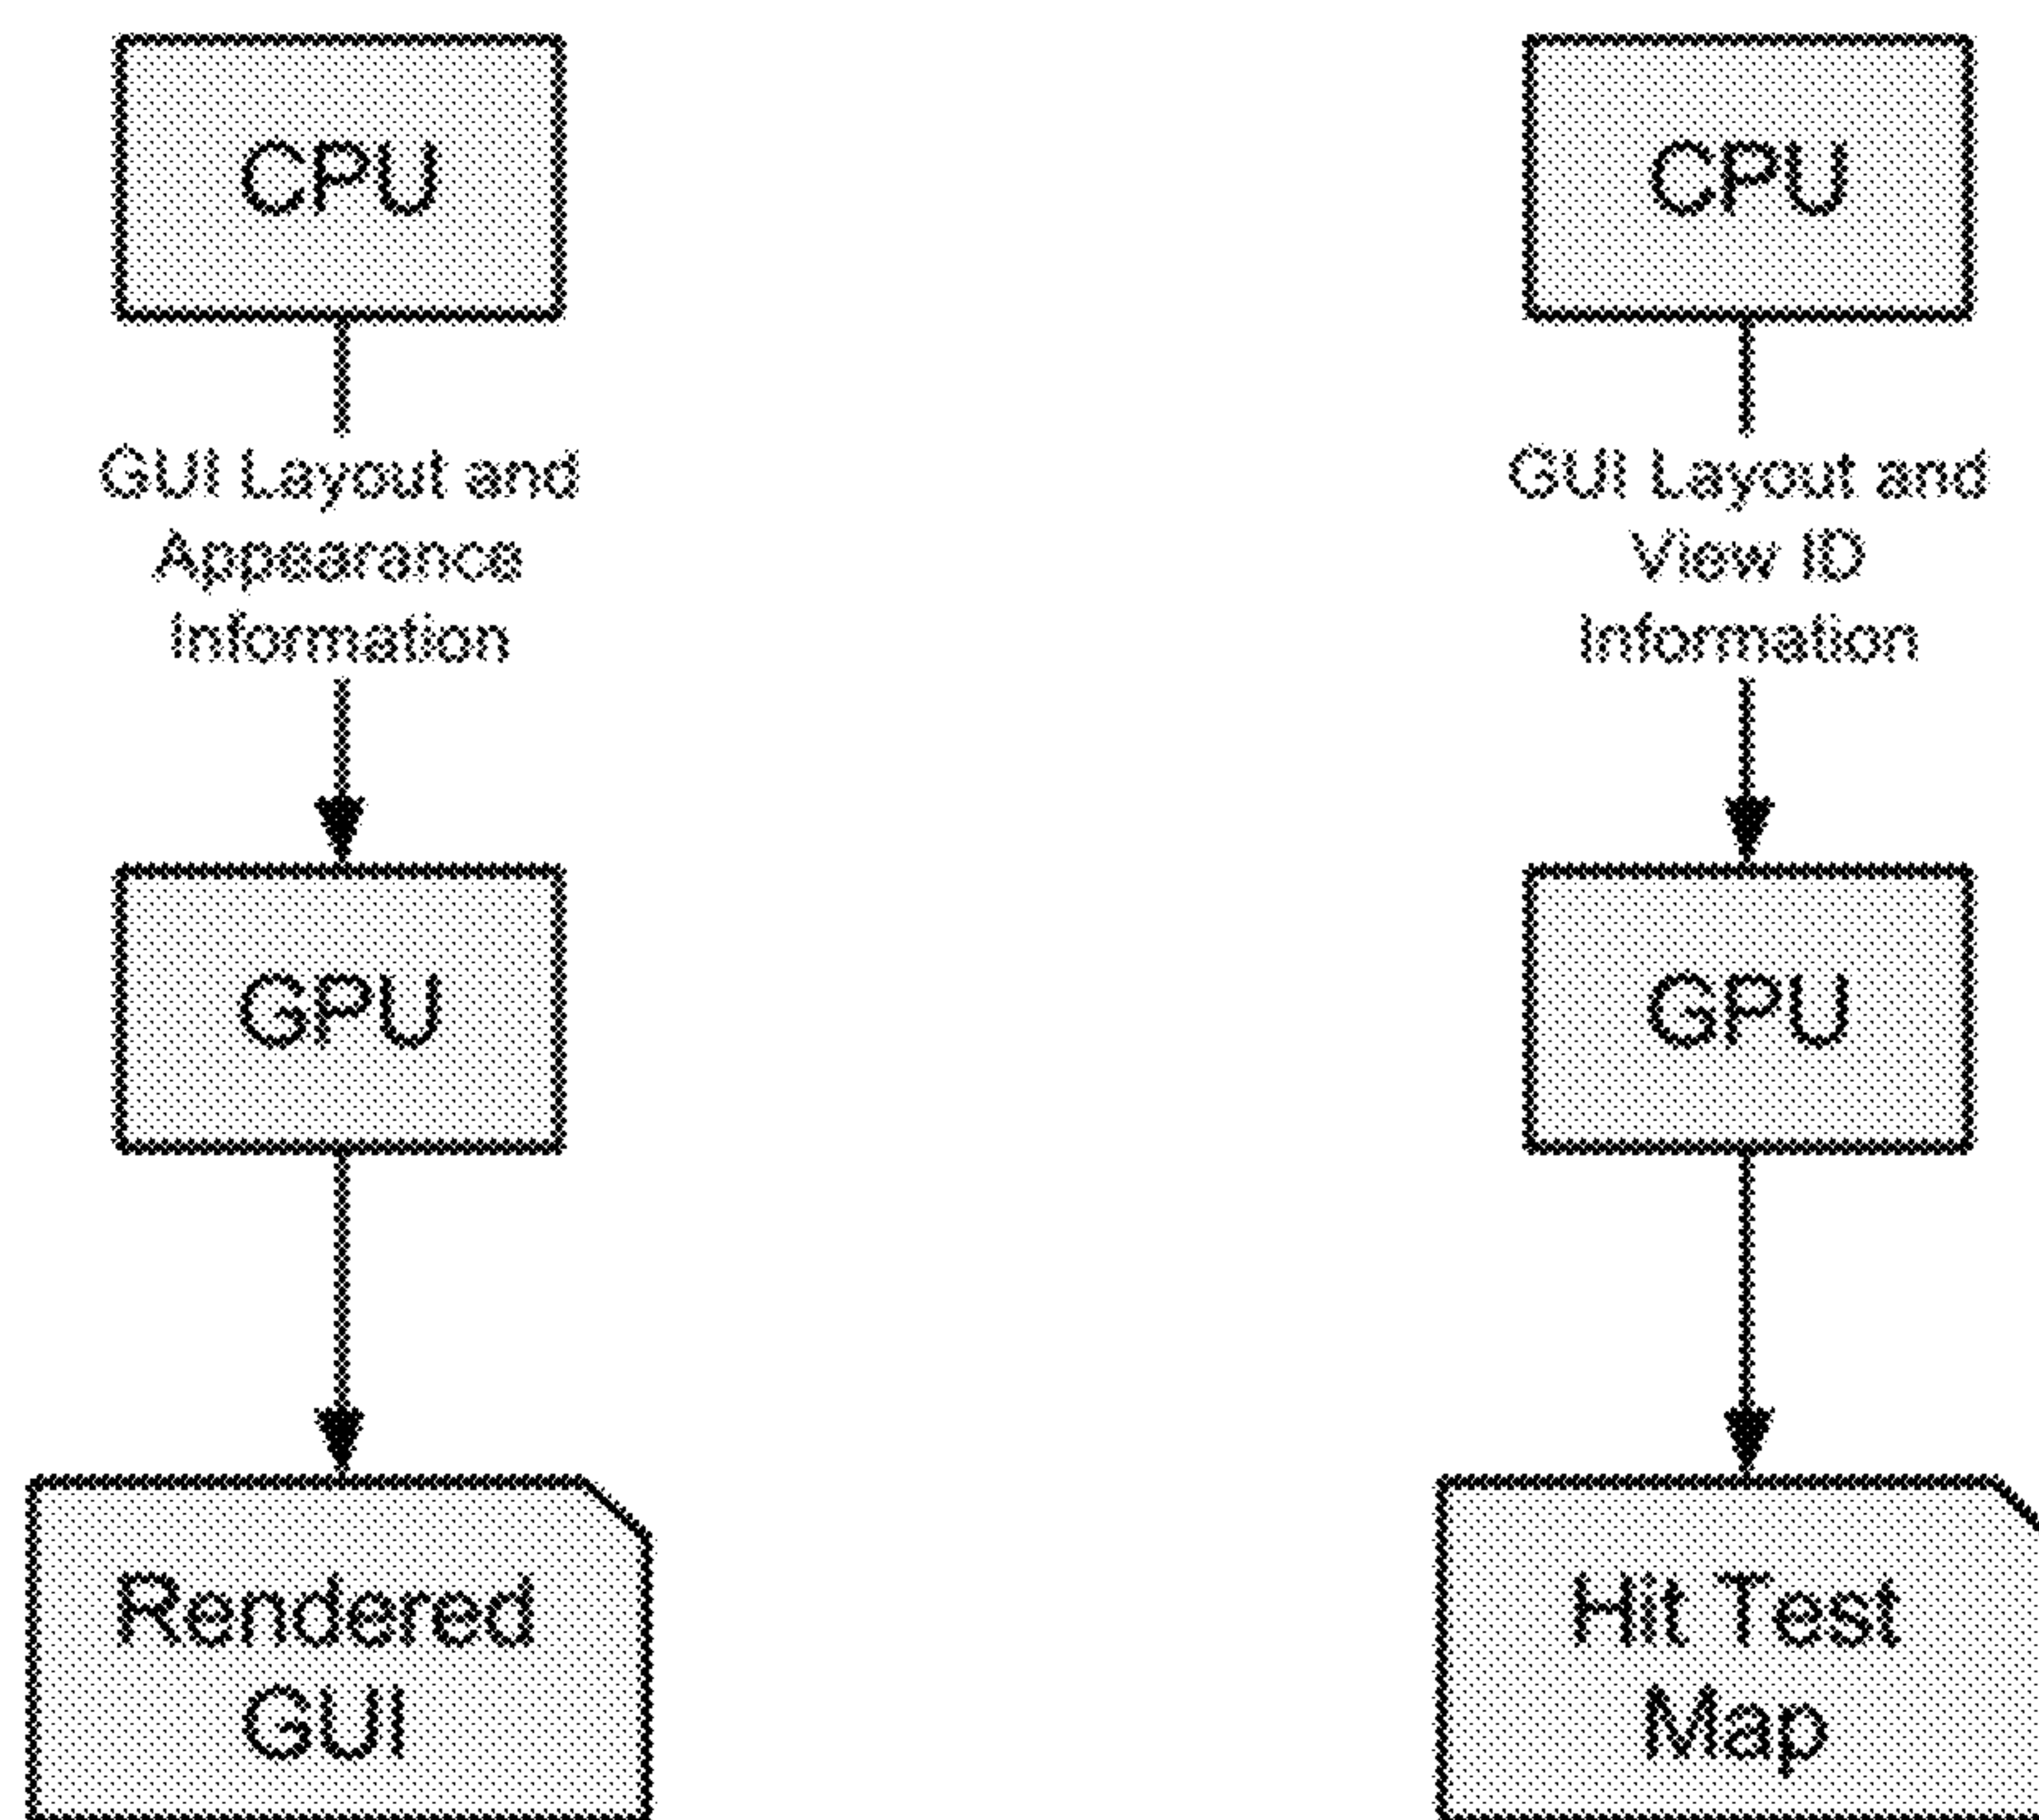 CPU
GUI Layout and
Appearance
Information
GPU
Rendered
GUI
CPU
GUI Layout and
View ID
Information
GPU
Hit Test
Map